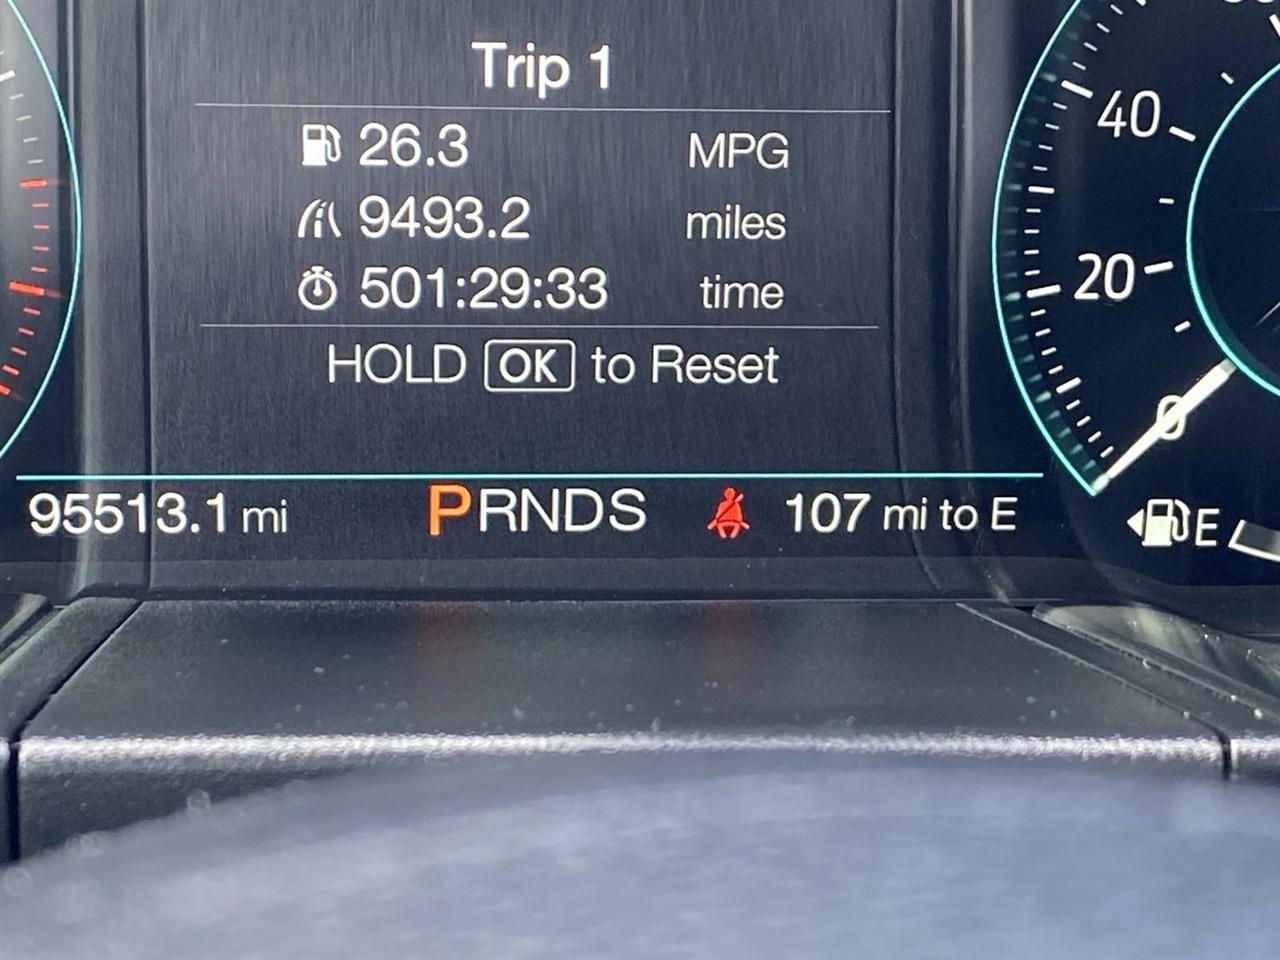 Trip 1
26.3 MPG
9493.2 miles
501:29:33 time
HOLD OK to Reset
40
20
0
95513.1 mi PRNDS 107 mi to E
E